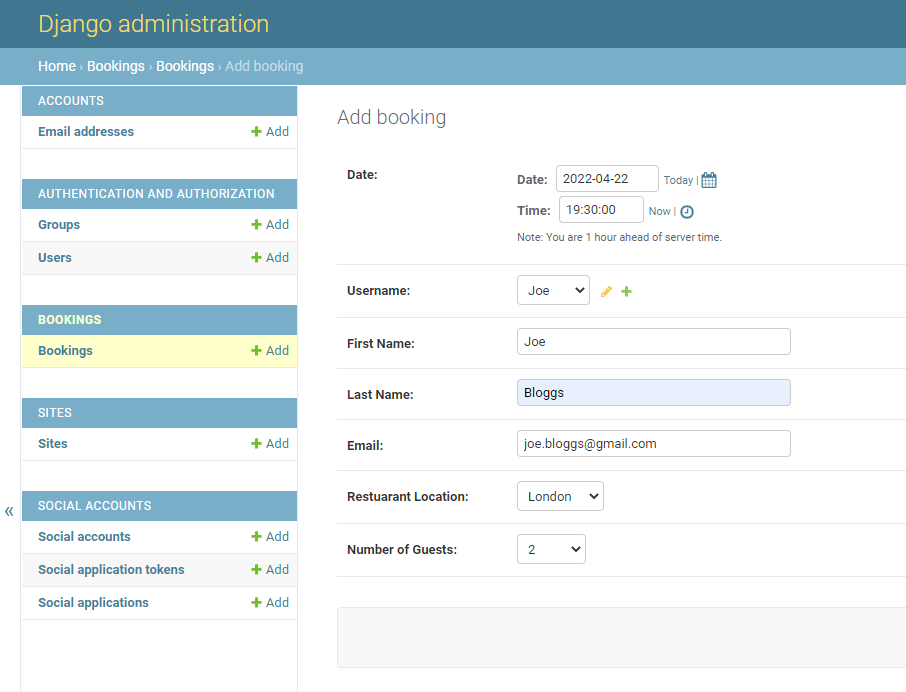 Django administration
Home › Bookings › Bookings › Add booking
ACCOUNTS
Email addresses + Add
AUTHENTICATION AND AUTHORIZATION
Groups + Add
Users + Add
BOOKINGS
Bookings + Add
SITES
Sites + Add
«
SOCIAL ACCOUNTS
Social accounts + Add
Social application tokens + Add
Social applications + Add
Add booking
Date:
Date: 2022-04-22 Today |
Time: 19:30:00 Now |
Note: You are 1 hour ahead of server time.
Username: Joe
First Name: Joe
Last Name: Bloggs
Email: joe.bloggs@gmail.com
Restuarant Location: London
Number of Guests: 2